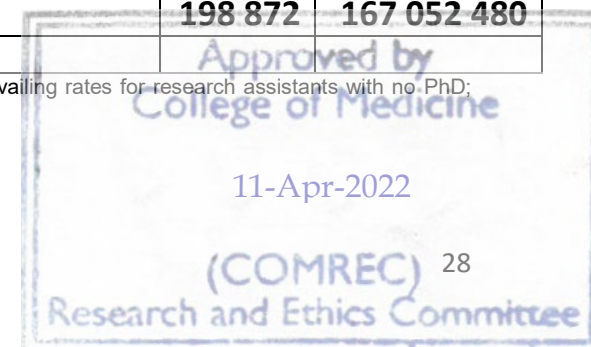 198 872 167 052 480
vailing rates for research assistants with no PhD;
Approved by
College of Medicine
11-Apr-2022
(COMREC)
28
Research and Ethics Committee